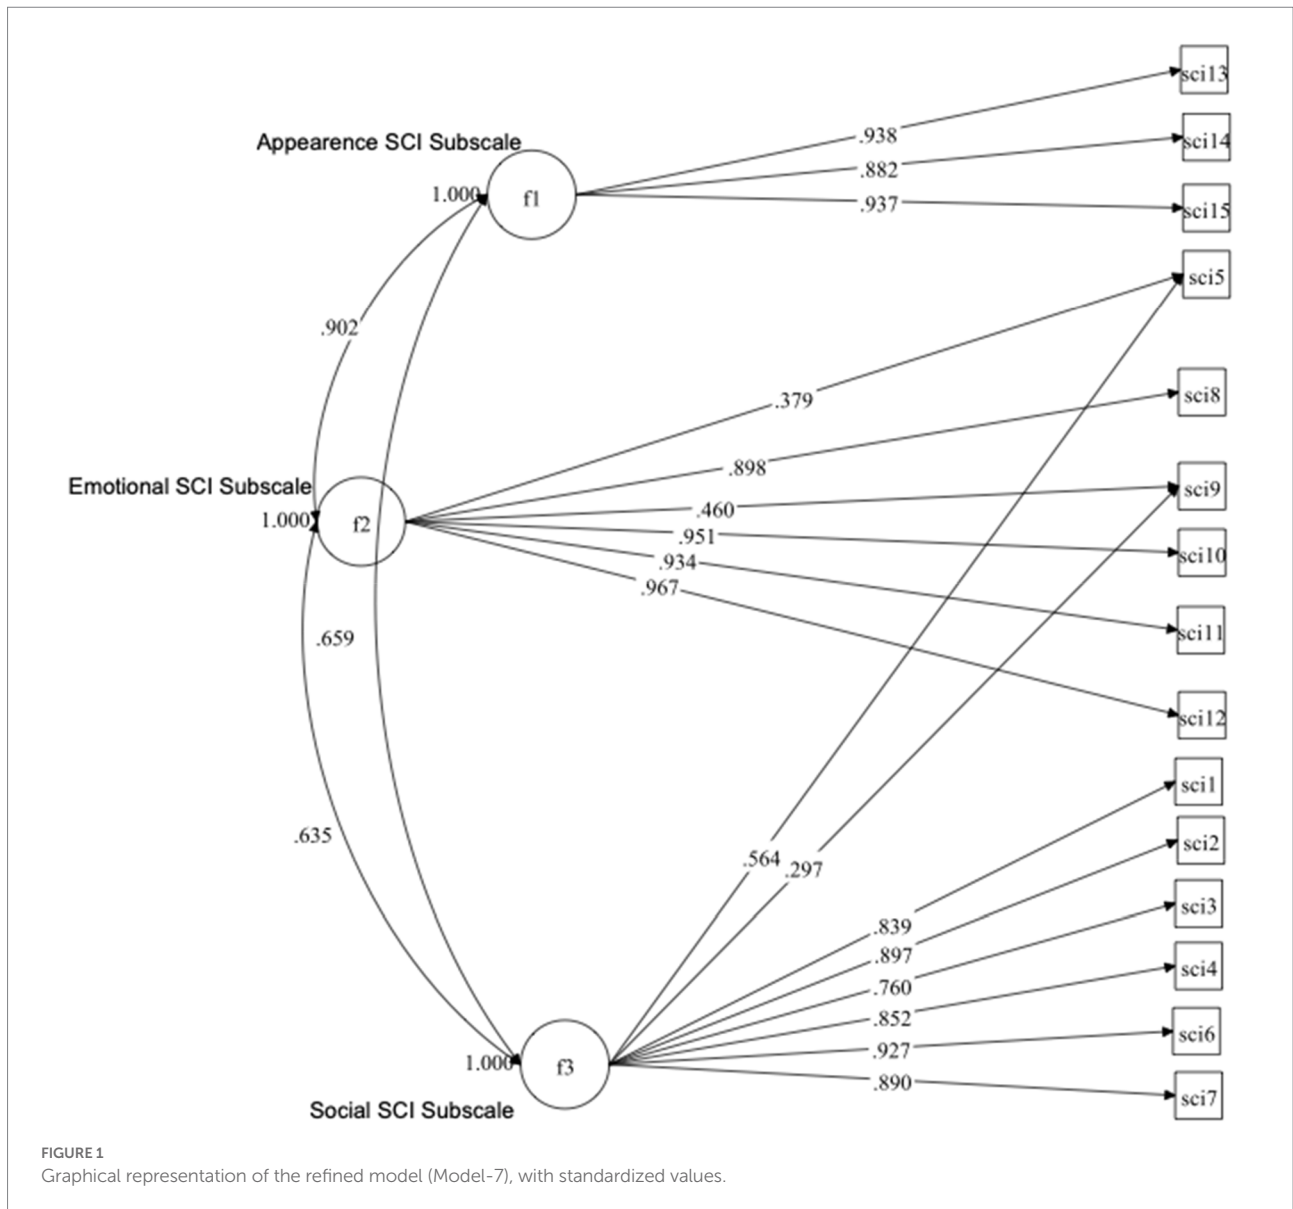 sci13
Appearence SCI Subscale
.938
sci14
.882
1.000
f1
.937
sci15
sci5
.902
.379
sci8
.898
Emotional SCI Subscale
1.000
f2
.460
sci9
.951
sci10
.934
.967
sci11
.659
sci12
sci1
.635
.564
.297
sci2
.839
sci3
.897
.760
sci4
.852
sci6
.927
1.000
f3
.890
sci7
Social SCI Subscale
FIGURE 1
Graphical representation of the refined model (Model-7), with standardized values.